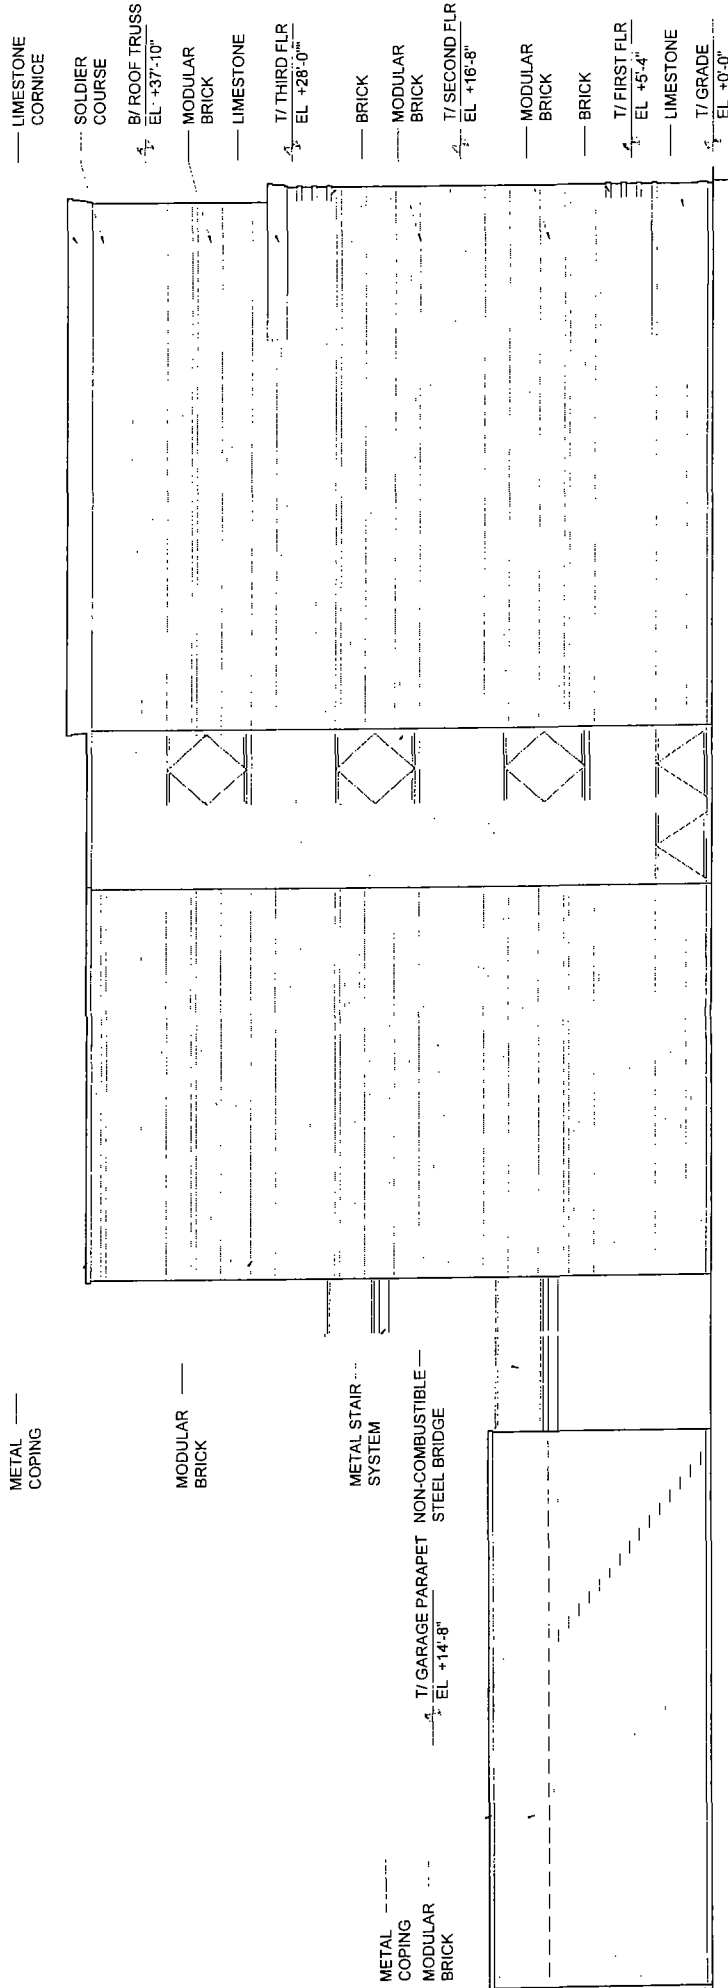 METAL
COPING
MODULAR
BRICK
METAL STAIR
SYSTEM
NON-COMBUSTIBLE
STEEL BRIDGE
T/ GARAGE PARAPET
EL +14'-8"
METAL
COPING
MODULAR
BRICK
LIMESTONE
CORNICE
SOLDIER
COURSE
B/ ROOF TRUSS
EL +37'-10"
MODULAR
BRICK
LIMESTONE
T/ THIRD FLR
EL +28'-0"
BRICK
MODULAR
BRICK
T/ SECOND FLR
EL +16'-8"
MODULAR
BRICK
BRICK
T/ FIRST FLR
EL +5'-4"
LIMESTONE
T/ GRADE
EL +0'-0"